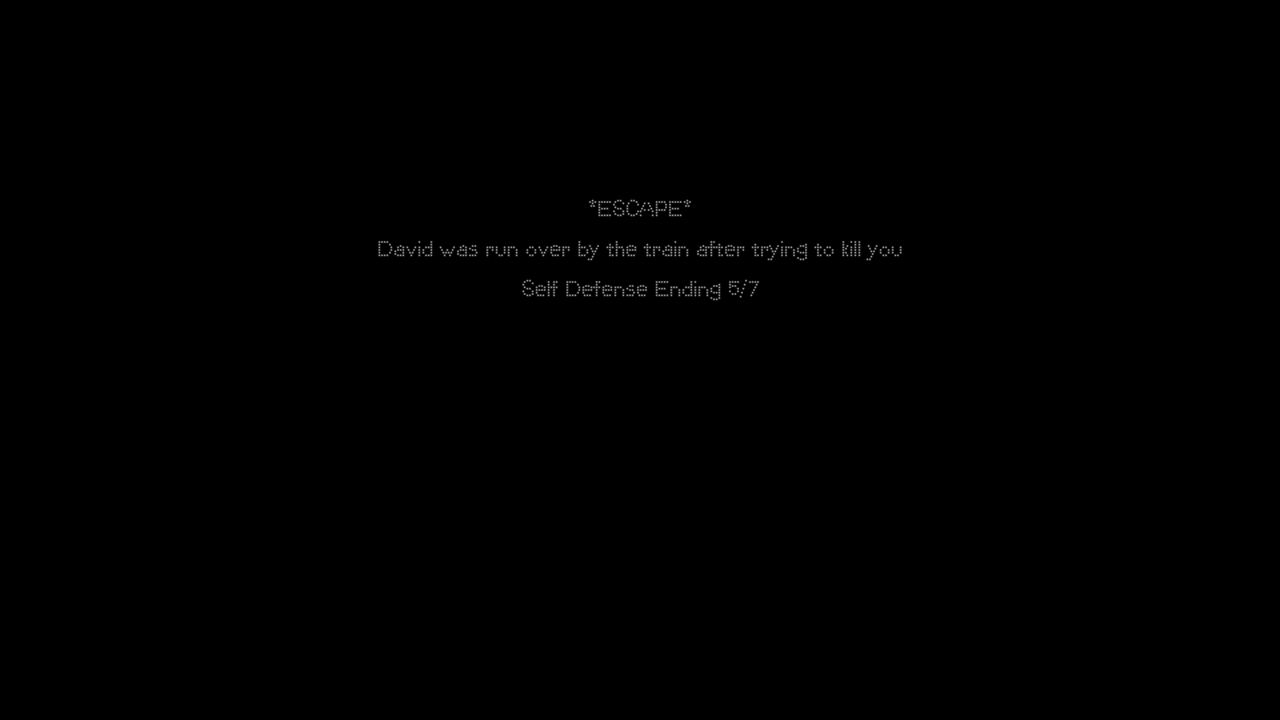 *ESCAPE*
David was run over by the train after trying to kill you
Self Defense Ending 5/7